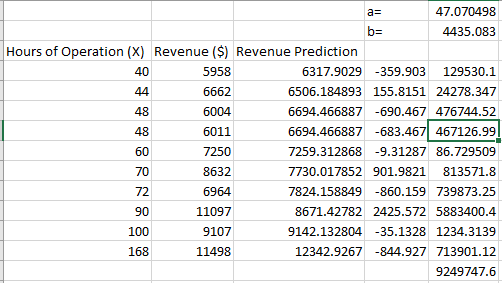 a= 47.070498
b= 4435.083
Hours of Operation (X) Revenue ($) Revenue Prediction
40 5958 6317.9029 -359.903 129530.1
44 6662 6506.184893 155.8151 24278.347
48 6004 6694.466887 -690.467 476744.52
48 6011 6694.466887 -683.467 467126.99
60 7250 7259.312868 -9.31287 86.729509
70 8632 7730.017852 901.9821 813571.8
72 6964 7824.158849 -860.159 739873.25
90 11097 8671.42782 2425.572 5883400.4
100 9107 9142.132804 -35.1328 1234.3139
168 11498 12342.9267 -844.927 713901.12
9249747.6